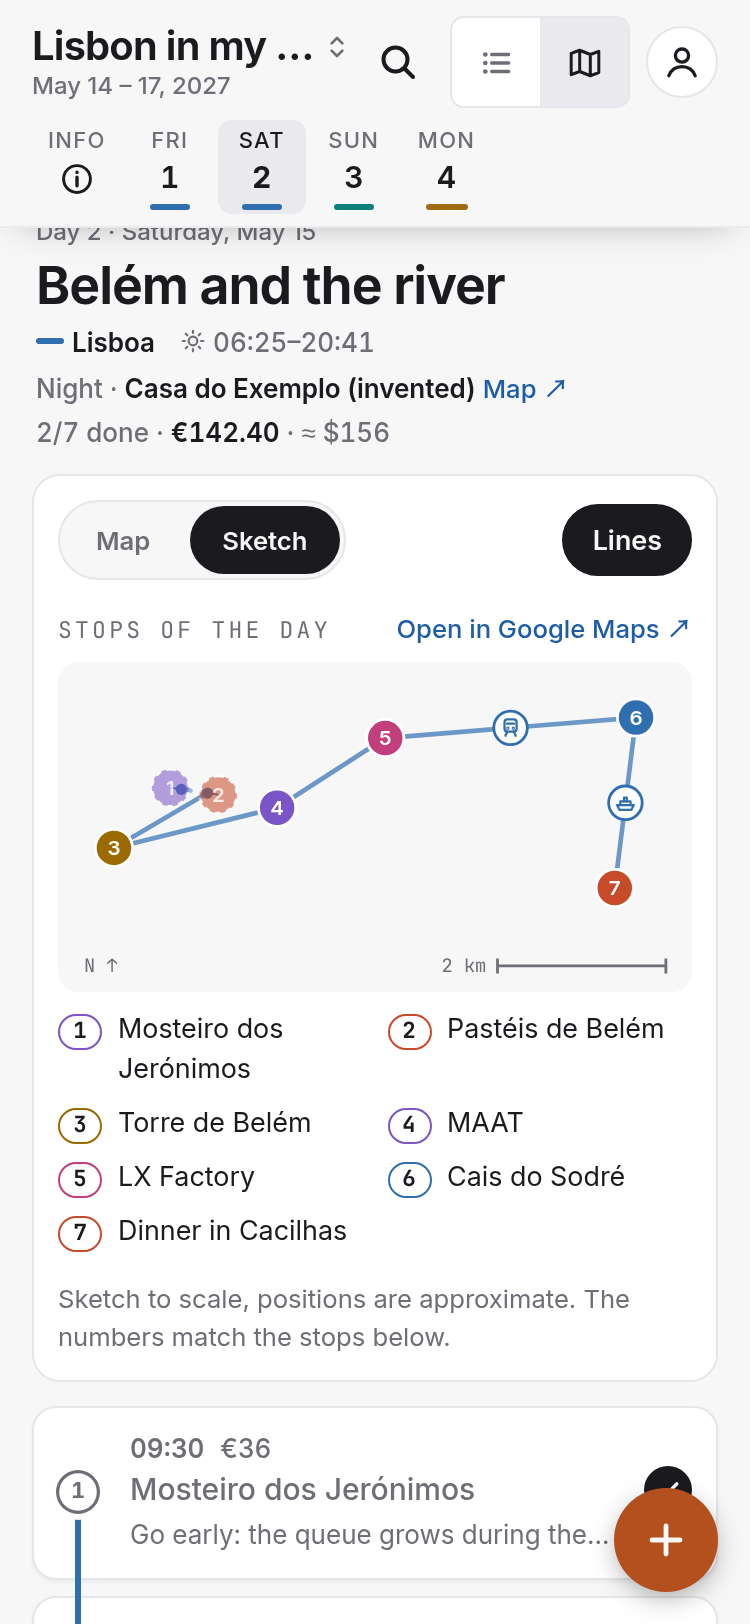 Lisbon in my ...
May 14 – 17, 2027
INFO FRI SAT SUN MON
1 2 3 4
Day 2 · Saturday, May 15
Belém and the river
Lisboa 06:25–20:41
Night · Casa do Exemplo (invented) Map ↗
2/7 done · €142.40 · ≈ $156
Map Sketch Lines
STOPS OF THE DAY Open in Google Maps ↗
6
5
1 2
4
3
7
N ↑ 2 km
1 Mosteiro dos
Jerónimos
2 Pastéis de Belém
3 Torre de Belém
4 MAAT
5 LX Factory
6 Cais do Sodré
7 Dinner in Cacilhas
Sketch to scale, positions are approximate. The
numbers match the stops below.
09:30 €36
1 Mosteiro dos Jerónimos
Go early: the queue grows during the...